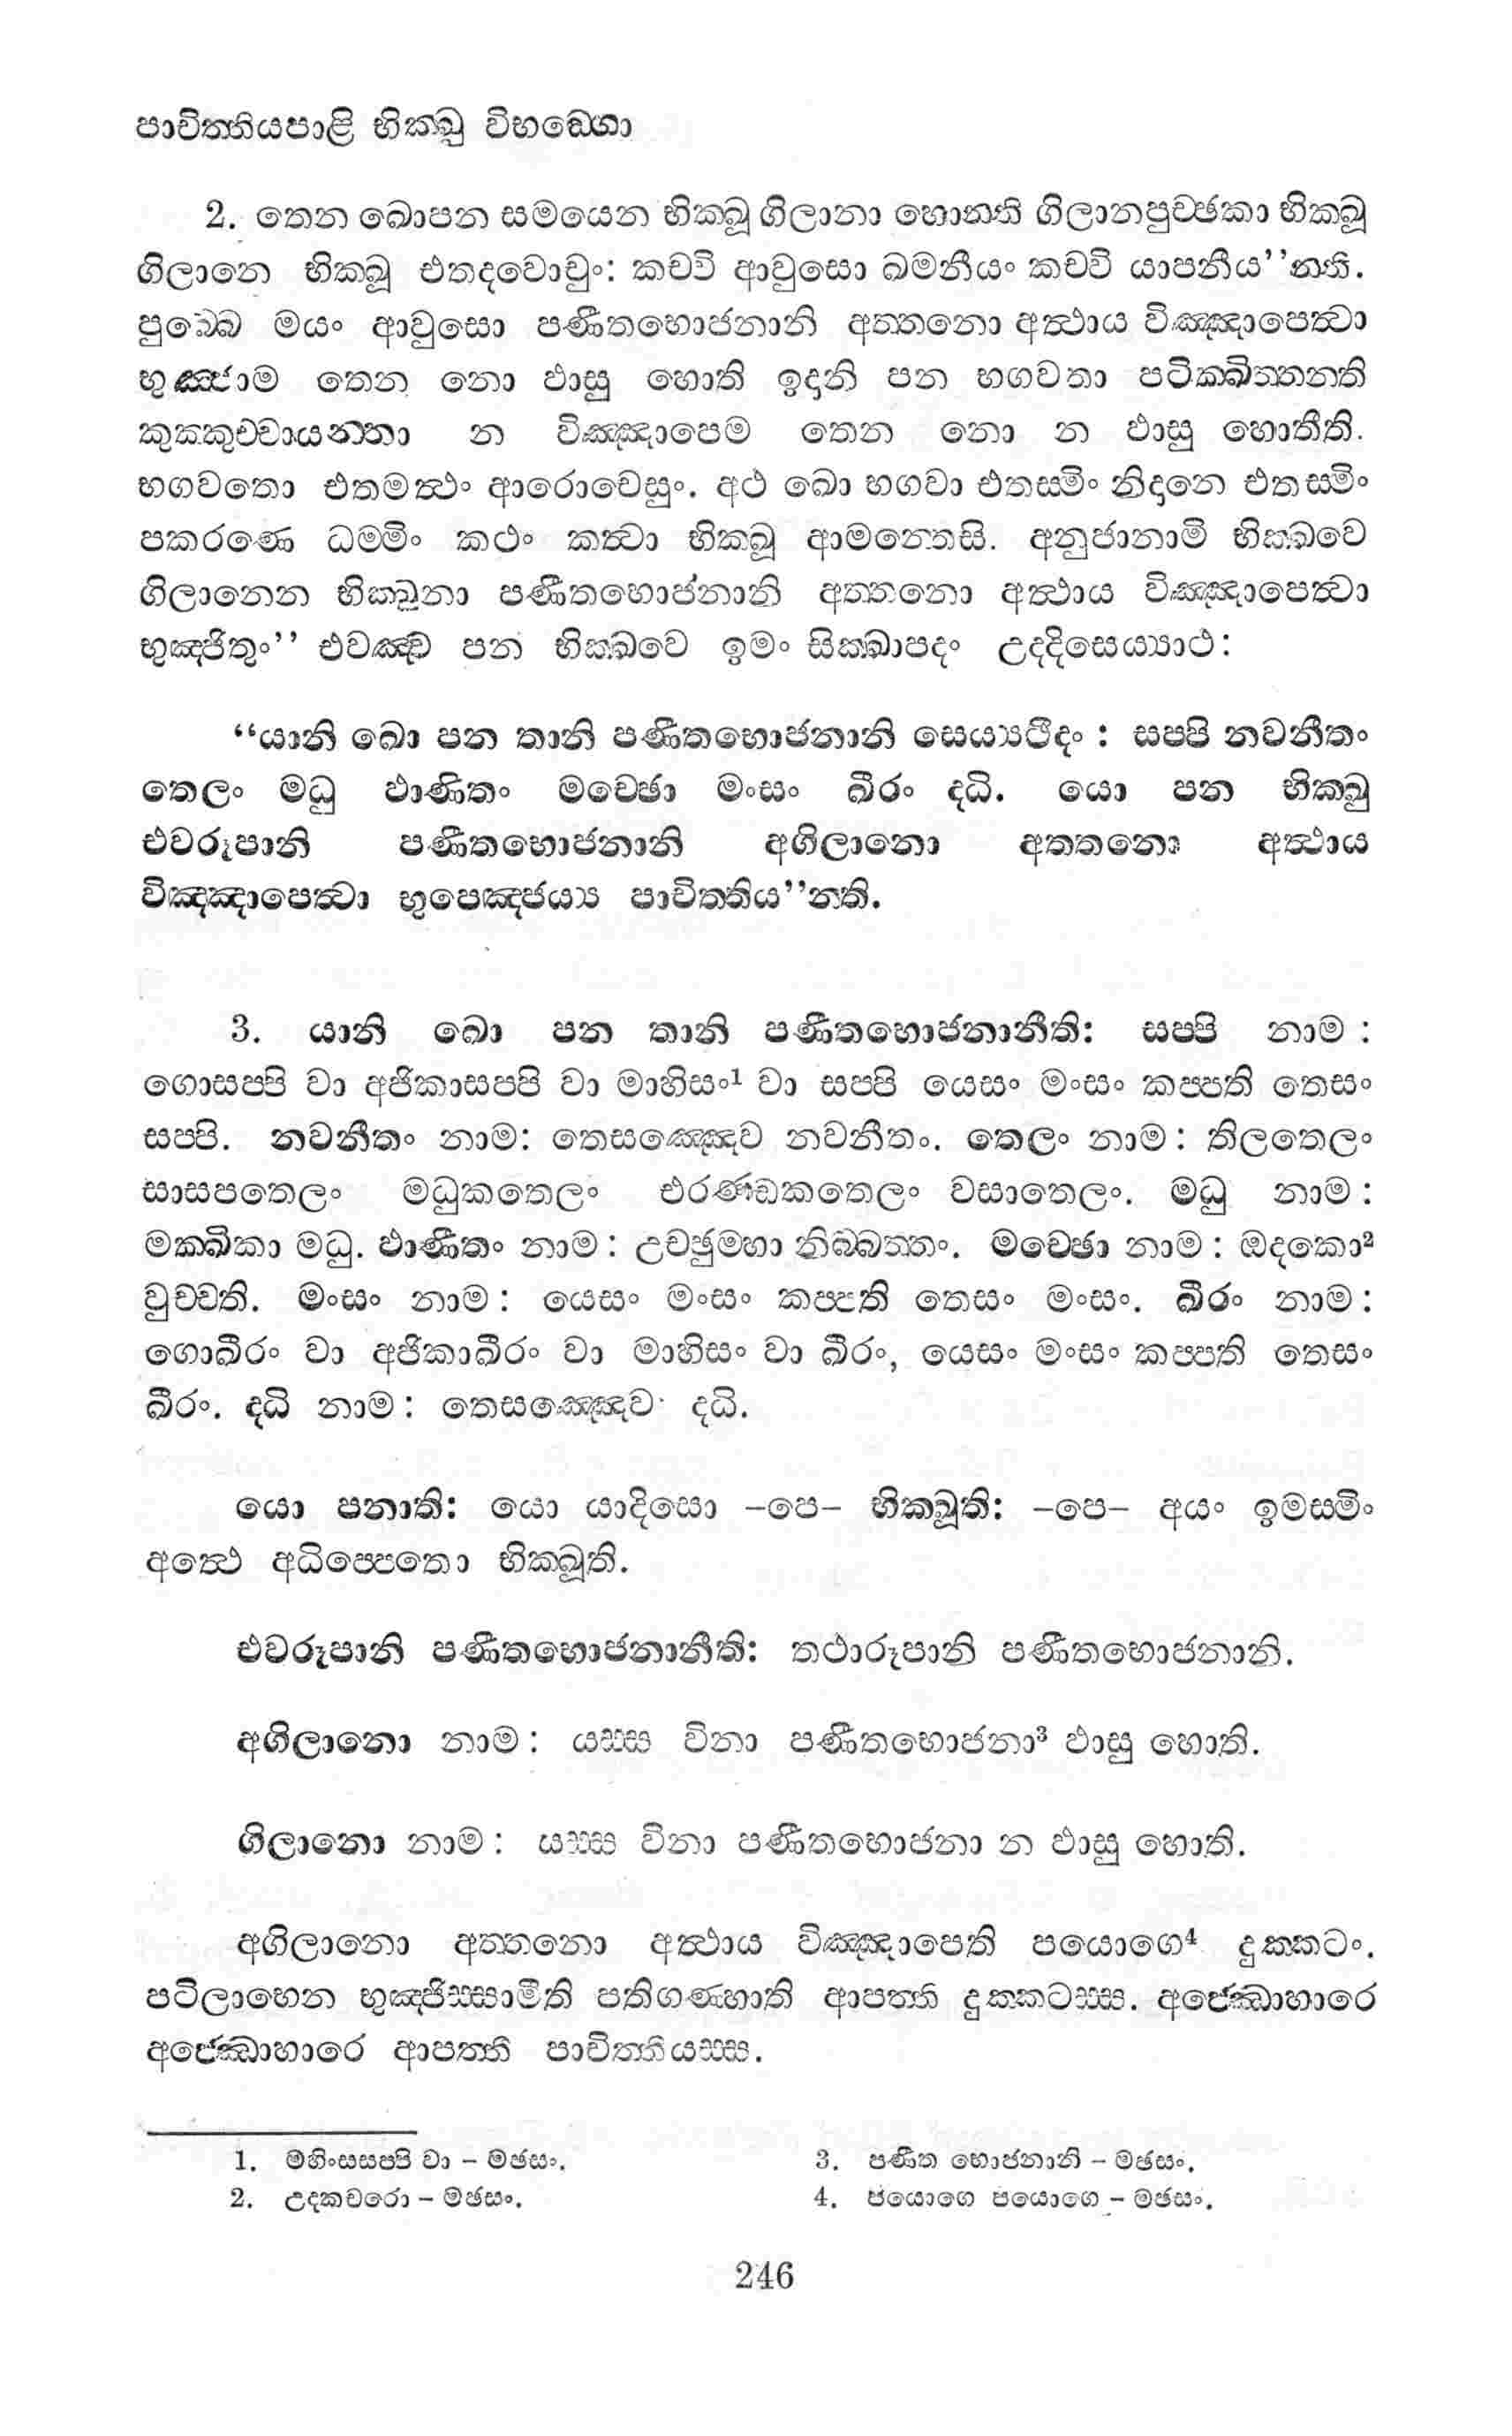 පාචිත්තියපාළි භික්ඛු විභඞ්ගො
2. තෙන ඛොපන සමයෙන භික්ඛූ ගිලානා හොන්ති ගිලානපුච්ඡකා භික්ඛූ
ගිලානෙ භික්ඛූ එතදවොචුං: කච්චි ආවුසො ඛමනීයං කච්චි යාපනීය’’න්ති.
පුබ්බෙ මයං ආවුසො පණීතභොජනානි අත්තනො අත්ථාය විඤ්ඤාපෙත්වා
භුඤ්ජාම තෙන නො ඵාසු හොති ඉදානි පන භගවතා පටික්ඛිත්තන්ති
කුක්කුච්චායන්තා න විඤ්ඤාපෙම තෙන නො න ඵාසු හොතීති.
භගවතො එතමත්ථං ආරොචෙසුං. අථ ඛො භගවා එතස්මිං නිදානෙ එතස්මිං
පකරණෙ ධම්මිං කථං කත්වා භික්ඛූ ආමන්තෙසි. අනුජානාමි භික්ඛවෙ
ගිලානෙන භික්ඛුනා පණීතභොජනානි අත්තනො අත්ථාය විඤ්ඤාපෙත්වා
භුඤ්ජිතුං’’ එවඤ්ච පන භික්ඛවෙ ඉමං සික්ඛාපදං උද්දිසෙය්‍යාථ:
‘‘යානි ඛො පන තානි පණීතභොජනානි සෙය්‍යථීදං : සප්පි නවනීතං
තෙලං මධු ඵාණිතං මච්ඡො මංසං ඛීරං දධි. යො පන භික්ඛු
එවරූපානි පණීතභොජනානි අගිලානො අත්තනො අත්ථාය
විඤ්ඤාපෙත්වා භුඤ්ජෙය්‍ය පාචිත්තිය’’න්ති.
3. යානි ඛො පන තානි පණීතභොජනානීති: සප්පි නාම :
ගොසප්පි වා අජිකාසප්පි වා මාහිසං¹ වා සප්පි යෙසං මංසං කප්පති තෙසං
සප්පි. නවනීතං නාම: තෙසඤ්ඤෙව නවනීතං. තෙලං නාම : තිලතෙලං
සාසපතෙලං මධුකතෙලං එරණ්ඩකතෙලං වසාතෙලං. මධු නාම :
මක්ඛිකා මධු. ඵාණීතං නාම : උච්ඡුම්හා නිබ්බත්තං. මච්ඡො නාම : ඔදකො²
වුච්චති. මංසං නාම : යෙසං මංසං කප්පති තෙසං මංසං. ඛීරං නාම :
ගොඛීරං වා අජිකාඛීරං වා මාහිසං වා ඛීරං, යෙසං මංසං කප්පති තෙසං
ඛීරං. දධි නාම : තෙසඤ්ඤෙව දධි.
යො පනාති: යො යාදිසො –පෙ– භික්ඛූති: –පෙ– අයං ඉමස්මිං
අත්ථෙ අධිප්පෙතො භික්ඛූති.
එවරූපානි පණීතභොජනානීති: තථාරූපානි පණීතභොජනානි.
අගිලානො නාම : යස්ස විනා පණීතභොජනා³ ඵාසු හොති.
ගිලානො නාම : යස්ස විනා පණීතභොජනා න ඵාසු හොති.
අගිලානො අත්තනො අත්ථාය විඤ්ඤාපෙති පයොගෙ⁴ දුක්කටං.
පටිලාභෙන භුඤ්ජිස්සාමීති පතිගණ්හාති ආපත්ති දුක්කටස්ස. අජ්ඣොහාරෙ
අජ්ඣොහාරෙ ආපත්ති පාචිත්තියස්ස.
1. මහිංසසප්පි වා – මඡසං.
2. උදකචරො – මඡසං.
3. පණීත භොජනානි – මඡසං.
4. පයොගෙ පයොගෙ – මඡසං.
246